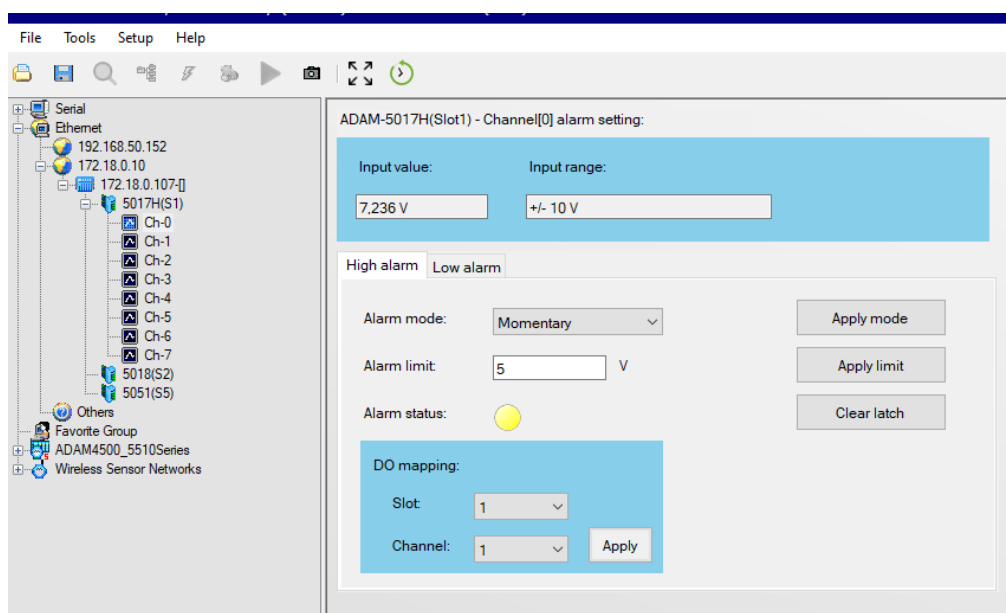 File Tools Setup Help
Serial
Ethernet
192.168.50.152
172.18.0.10
172.18.0.107-[]
5017H(S1)
Ch-0
Ch-1
Ch-2
Ch-3
Ch-4
Ch-5
Ch-6
Ch-7
5018(S2)
5051(S5)
Others
Favorite Group
ADAM4500_5510Series
Wireless Sensor Networks
ADAM-5017H(Slot1) - Channel[0] alarm setting:
Input value: Input range:
7,236 V +/- 10 V
High alarm Low alarm
Alarm mode: Momentary Apply mode
Alarm limit: 5 V Apply limit
Alarm status: Clear latch
DO mapping:
Slot: 1
Channel: 1 Apply